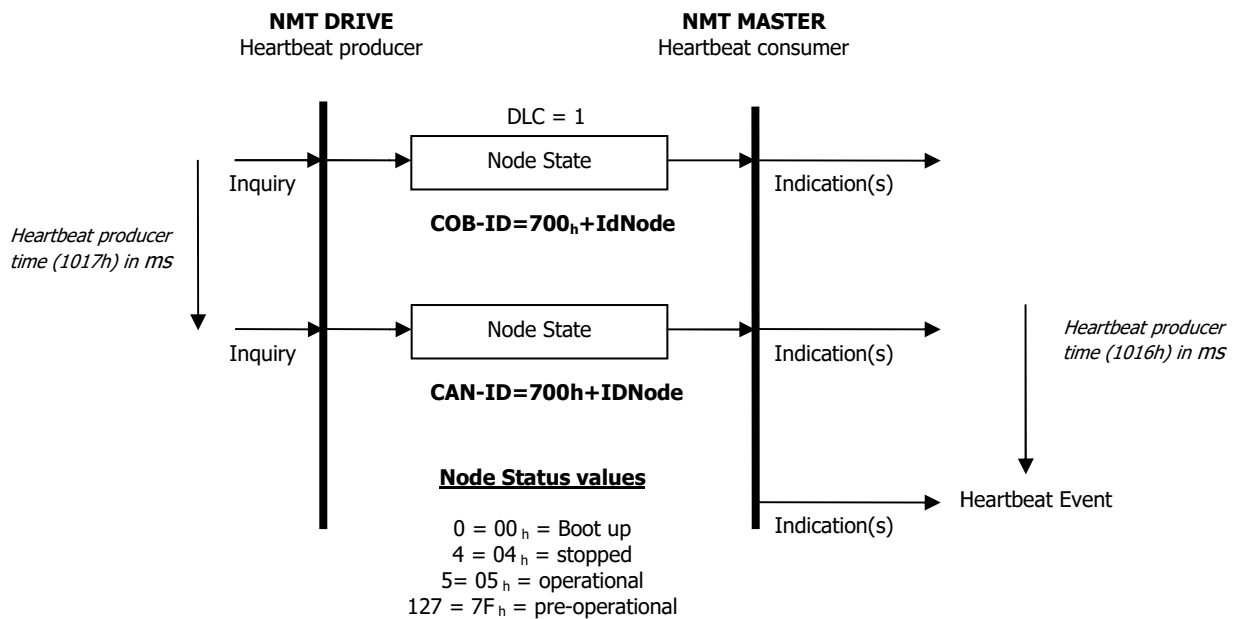 NMT DRIVE
Heartbeat producer
NMT MASTER
Heartbeat consumer
DLC = 1
Node State
Inquiry
Indication(s)
COB-ID=700h+IdNode
Heartbeat producer
time (1017h) in ms
Node State
Inquiry
Indication(s)
Heartbeat producer
time (1016h) in ms
CAN-ID=700h+IDNode
Node Status values
Heartbeat Event
Indication(s)
0 = 00 h = Boot up
4 = 04 h = stopped
5= 05 h = operational
127 = 7F h = pre-operational